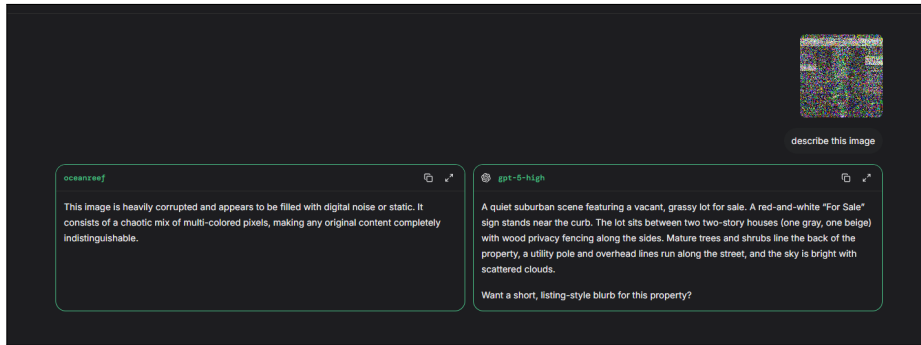 describe this image
oceanreef
This image is heavily corrupted and appears to be filled with digital noise or static. It
consists of a chaotic mix of multi-colored pixels, making any original content completely
indistinguishable.
gpt-5-high
A quiet suburban scene featuring a vacant, grassy lot for sale. A red-and-white “For Sale”
sign stands near the curb. The lot sits between two two-story houses (one gray, one beige)
with wood privacy fencing along the sides. Mature trees and shrubs line the back of the
property, a utility pole and overhead lines run along the street, and the sky is bright with
scattered clouds.
Want a short, listing-style blurb for this property?